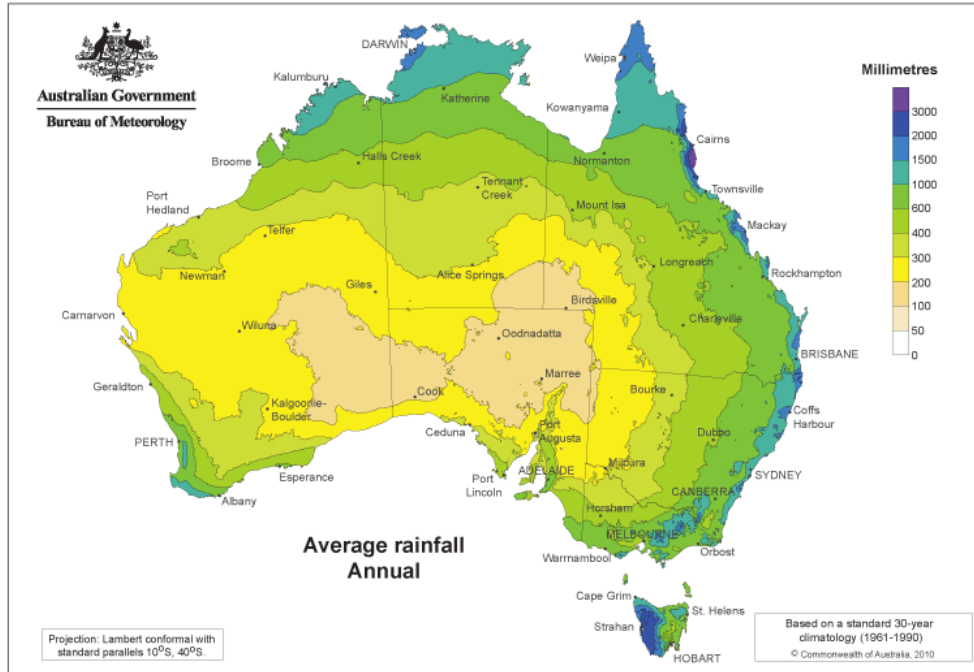 Australian Government
Bureau of Meteorology
DARWIN
Kalumburu
Katherine
Weipa
Kowanyama
Millimetres
3000
2000
1500
1000
600
400
300
200
100
50
0
Broome
Halls Creek
Normanton
Cairns
Townsville
Port
Hedland
Tennant
Creek
Mount Isa
Mackay
Telfer
Newman
Alice Springs
Longreach
Rockhampton
Giles
Birdsville
Carnarvon
Wiluna
Oodnadatta
Charleville
BRISBANE
Geraldton
Marree
Cook
Bourke
Kalgoorlie-
Boulder
Coffs
Harbour
Ceduna
Port
Augusta
Dubbo
PERTH
Mildura
ADELAIDE
SYDNEY
Esperance
Port
Lincoln
Albany
CANBERRA
Horsham
MELBOURNE
Orbost
Warrnambool
Average rainfall
Annual
Cape Grim
St. Helens
Strahan
HOBART
Projection: Lambert conformal with
standard parallels 10°S, 40°S.
Based on a standard 30-year
climatology (1961-1990)
© Commonwealth of Australia, 2010